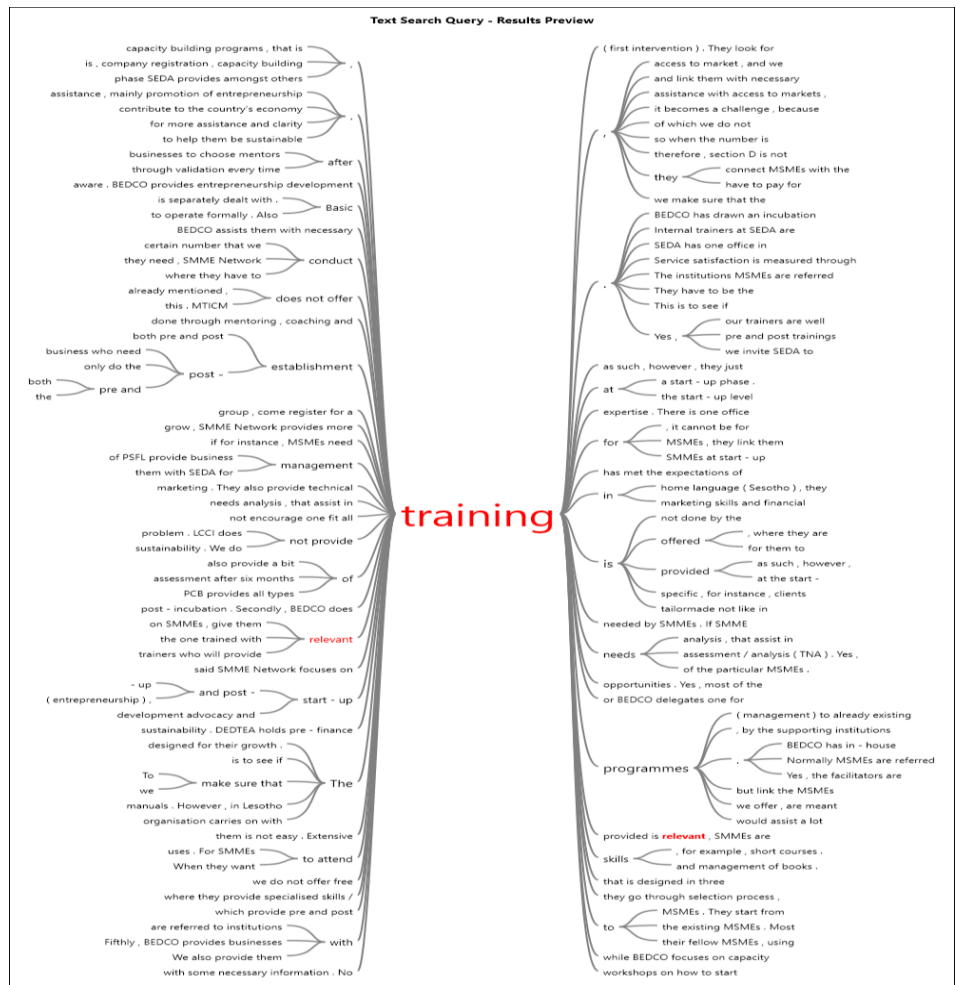 Text Search Query - Results Preview
capacity building programs , that is
is , company registration , capacity building
phase SEDA provides amongst others
,
assistance , mainly promotion of entrepreneurship
contribute to the country's economy
for more assistance and clarity
to help them be sustainable
.
businesses to choose mentors
through validation every time
after
aware . BEDCO provides entrepreneurship development
is separately dealt with .
to operate formally . Also
Basic
BEDCO assists them with necessary
certain number that we
they need , SMME Network
where they have to
conduct
already mentioned ,
this . MTICM
does not offer
done through mentoring , coaching and
both pre and post
business who need
only do the
both
the
pre and
post -
establishment
group , come register for a
grow , SMME Network provides more
if for instance , MSMEs need
of PSFL provide business
them with SEDA for
management
marketing . They also provide technical
needs analysis , that assist in
not encourage one fit all
problem . LCCI does
sustainability . We do
not provide
also provide a bit
assessment after six months
PCB provides all types
of
post - incubation . Secondly , BEDCO does
on SMMEs , give them
the one trained with
trainers who will provide
relevant
said SMME Network focuses on
- up
( entrepreneurship ) ,
and post -
development advocacy and
start - up
sustainability . DEDTEA holds pre - finance
designed for their growth .
is to see if
To
we
make sure that
manuals . However , in Lesotho
organisation carries on with
The
them is not easy . Extensive
uses . For SMMEs
When they want
to attend
we do not offer free
where they provide specialised skills /
which provide pre and post
are referred to institutions
Fifthly , BEDCO provides businesses
We also provide them
with
with some necessary information . No
training
( first intervention ) . They look for
,
access to market , and we
and link them with necessary
assistance with access to markets ,
it becomes a challenge , because
of which we do not
so when the number is
therefore , section D is not
they
connect MSMEs with the
have to pay for
we make sure that the
.
BEDCO has drawn an incubation
Internal trainers at SEDA are
SEDA has one office in
Service satisfaction is measured through
The institutions MSMEs are referred
They have to be the
This is to see if
Yes ,
our trainers are well
pre and post trainings
we invite SEDA to
as such , however , they just
at
a start - up phase .
the start - up level
expertise . There is one office
for
, it cannot be for
MSMEs , they link them
SMMEs at start - up
has met the expectations of
in
home language ( Sesotho ) , they
marketing skills and financial
is
not done by the
offered
, where they are
for them to
provided
as such , however ,
at the start -
specific , for instance , clients
tailormade not like in
needed by SMMEs . If SMME
needs
analysis , that assist in
assessment / analysis ( TNA ) . Yes ,
of the particular MSMEs .
opportunities . Yes , most of the
or BEDCO delegates one for
programmes
( management ) to already existing
, by the supporting institutions
.
BEDCO has in - house
Normally MSMEs are referred
Yes , the facilitators are
but link the MSMEs
we offer , are meant
would assist a lot
provided is relevant , SMMEs are
skills
, for example , short courses .
and management of books .
that is designed in three
they go through selection process ,
to
MSMEs . They start from
the existing MSMEs . Most
their fellow MSMEs , using
while BEDCO focuses on capacity
workshops on how to start